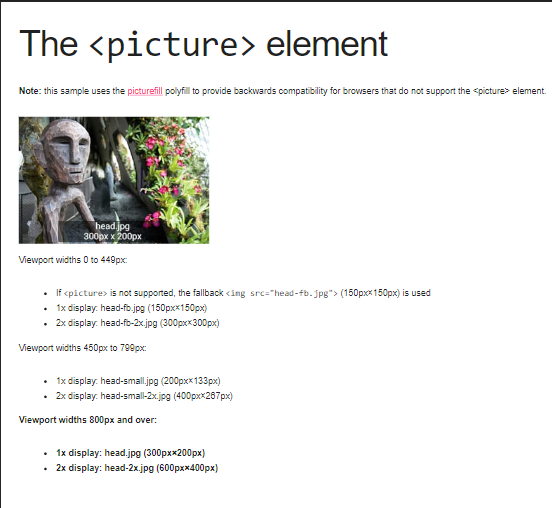 The <picture> element
Note: this sample uses the picturefill polyfill to provide backwards compatibility for browsers that do not support the <picture> element.
head.jpg
300px x 200px
Viewport widths 0 to 449px:
• If <picture> is not supported, the fallback <img src="head-fb.jpg"> (150px×150px) is used
• 1x display: head-fb.jpg (150px×150px)
• 2x display: head-fb-2x.jpg (300px×300px)
Viewport widths 450px to 799px:
• 1x display: head-small.jpg (200px×133px)
• 2x display: head-small-2x.jpg (400px×267px)
Viewport widths 800px and over:
• 1x display: head.jpg (300px×200px)
• 2x display: head-2x.jpg (600px×400px)